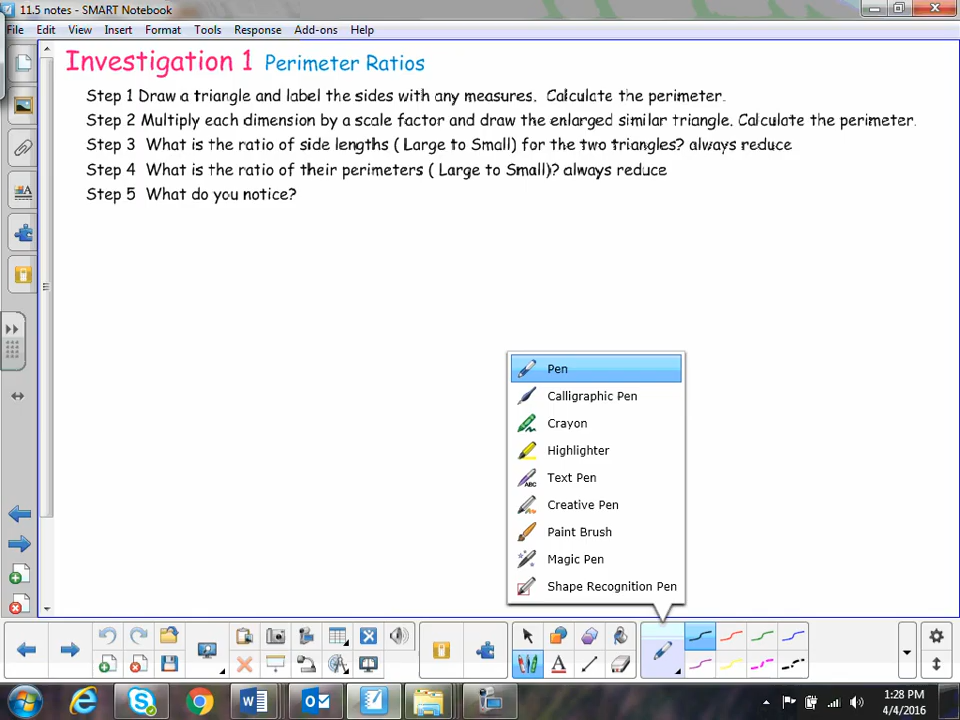 11.5 notes - SMART Notebook
File Edit View Insert Format Tools Response Add-ons Help
Investigation 1 Perimeter Ratios
Step 1 Draw a triangle and label the sides with any measures. Calculate the perimeter.
Step 2 Multiply each dimension by a scale factor and draw the enlarged similar triangle. Calculate the perimeter.
Step 3 What is the ratio of side lengths ( Large to Small) for the two triangles? always reduce
Step 4 What is the ratio of their perimeters ( Large to Small)? always reduce
Step 5 What do you notice?
Pen
Calligraphic Pen
Crayon
Highlighter
Text Pen
Creative Pen
Paint Brush
Magic Pen
Shape Recognition Pen
1:28 PM
4/4/2016